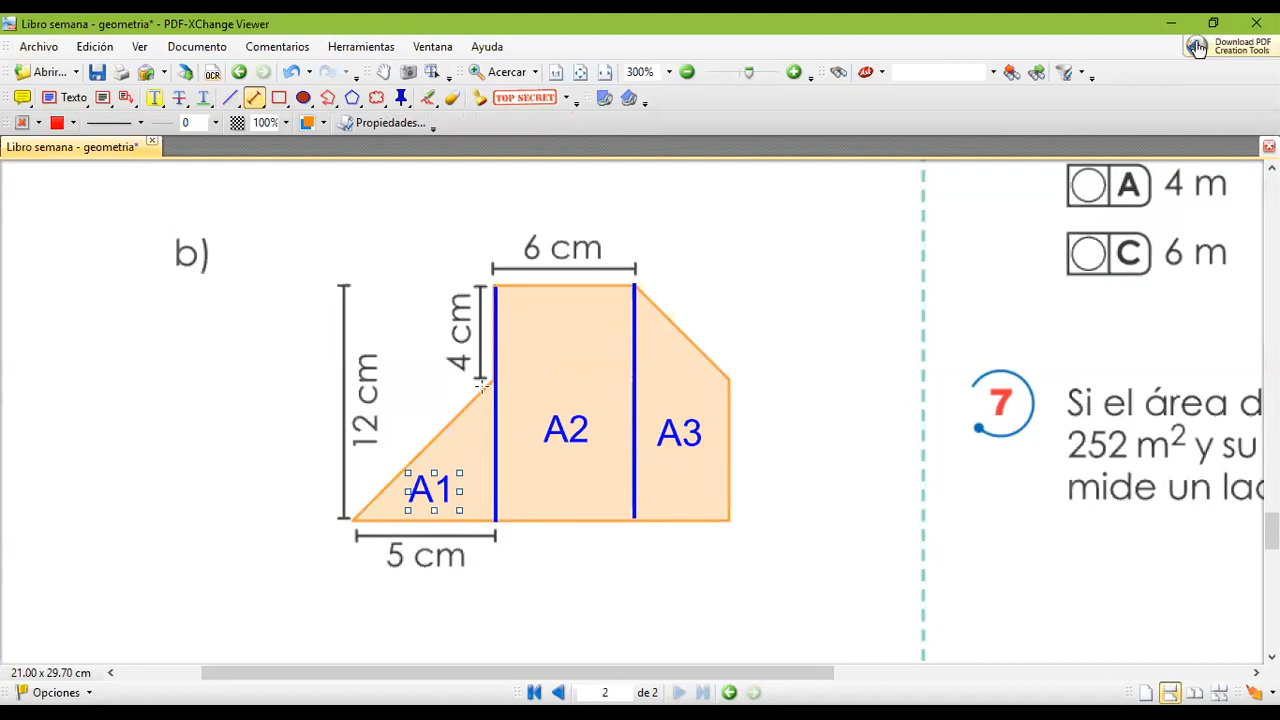 Libro semana - geometria* - PDF-XChange Viewer
Archivo Edición Ver Documento Comentarios Herramientas Ventana Ayuda
Download PDF
Creation Tools
Abrir... OCR Acercar 300%
Texto TOP SECRET
0 100% Propiedades...
Libro semana - geometria*
b)
6 cm
4 cm
12 cm
A1
A2
A3
5 cm
A 4 m
C 6 m
7
Si el área d
252 m² y su
mide un lad
21.00 x 29.70 cm
Opciones 2 de 2